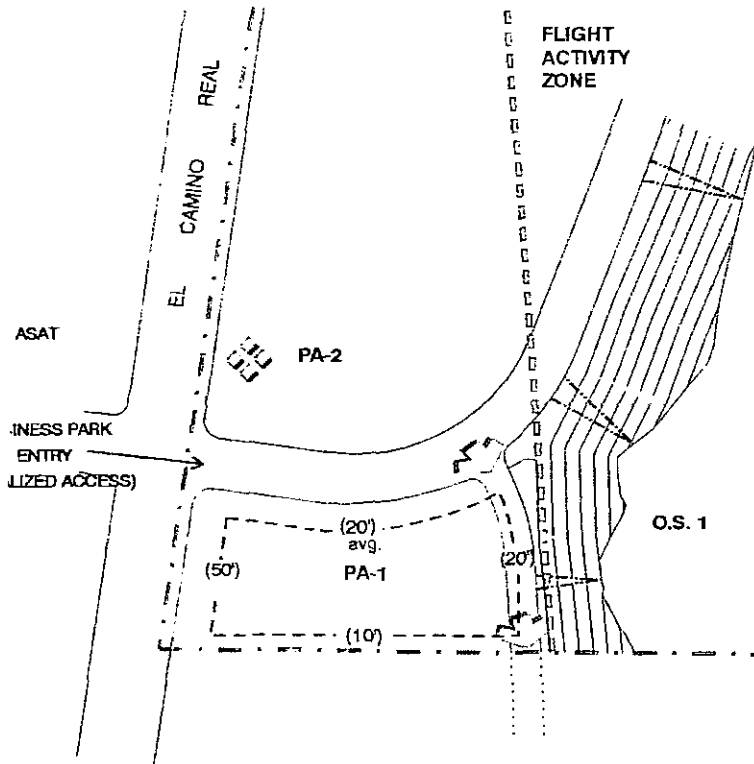 FLIGHT
ACTIVITY
ZONE
EL CAMINO REAL
ASAT
PA-2
.INESS PARK
ENTRY
.LIZED ACCESS)
(20')
avg.
(50')
PA-1
(20')
O.S. 1
(10')